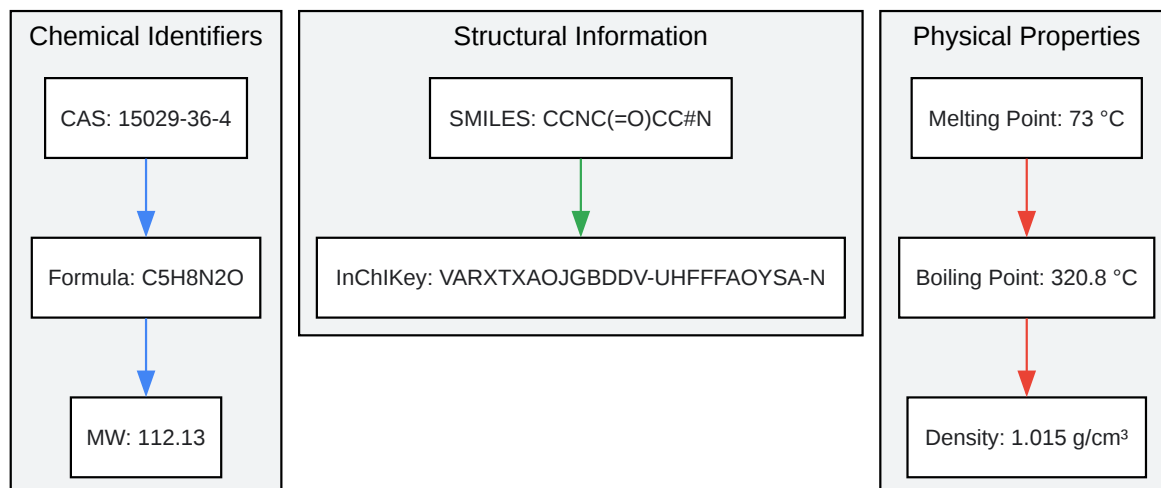 Chemical Identifiers
CAS: 15029-36-4
Formula: C5H8N2O
MW: 112.13
Structural Information
SMILES: CCNC(=O)CC#N
InChIKey: VARXTXAOJGBDDV-UHFFFAOYSA-N
Physical Properties
Melting Point: 73 °C
Boiling Point: 320.8 °C
Density: 1.015 g/cm³